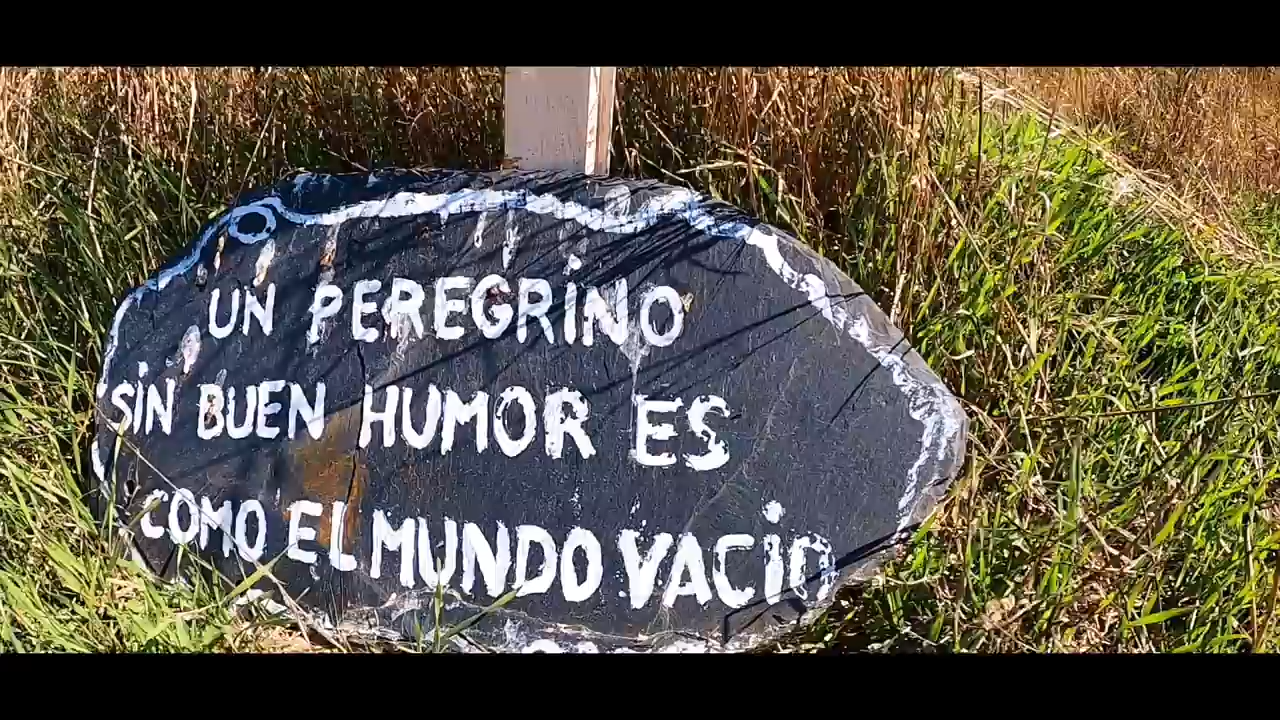 UN PEREGRINO
SIN BUEN HUMOR ES
COMO EL MUNDO VACIO